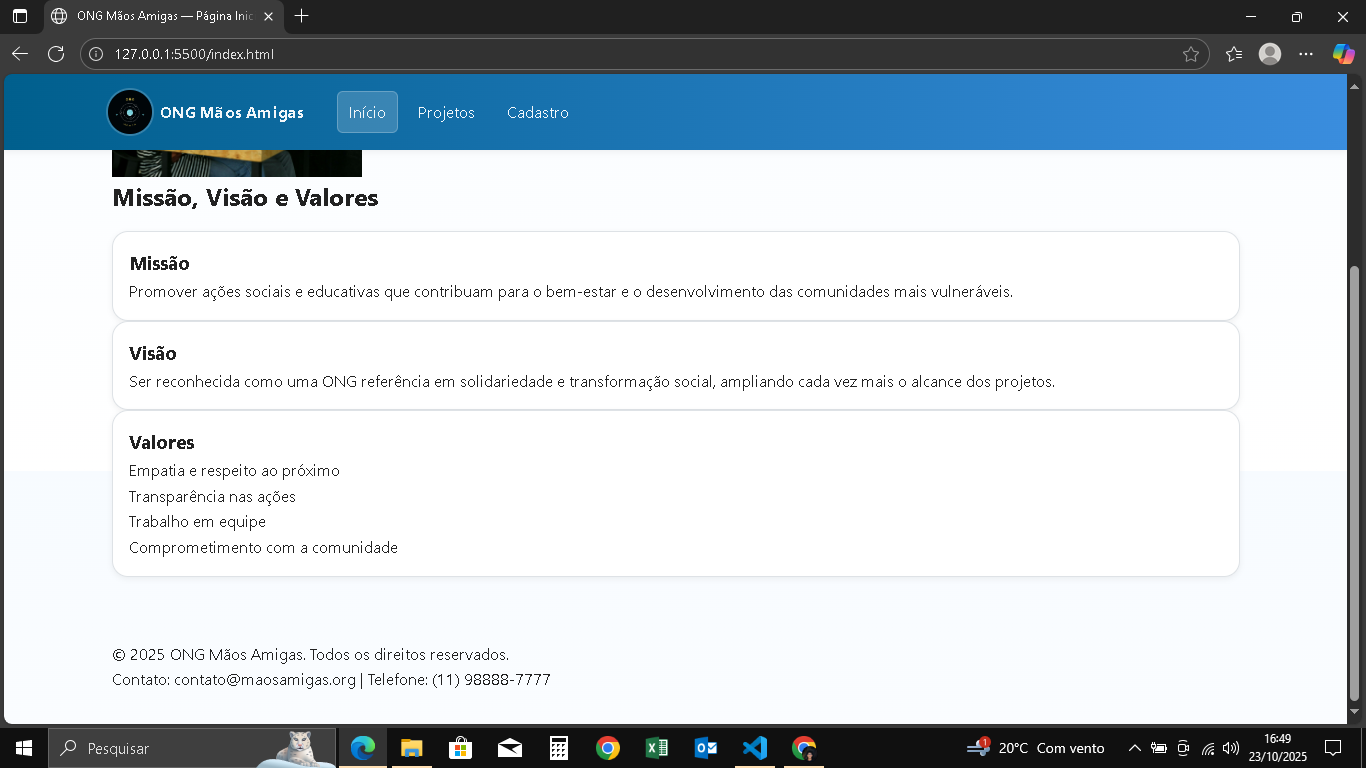 ONG Mãos Amigas — Página Inic
127.0.0.1:5500/index.html
ONG Mãos Amigas
Início
Projetos
Cadastro
Missão, Visão e Valores
Missão
Promover ações sociais e educativas que contribuam para o bem-estar e o desenvolvimento das comunidades mais vulneráveis.
Visão
Ser reconhecida como uma ONG referência em solidariedade e transformação social, ampliando cada vez mais o alcance dos projetos.
Valores
Empatia e respeito ao próximo
Transparência nas ações
Trabalho em equipe
Comprometimento com a comunidade
© 2025 ONG Mãos Amigas. Todos os direitos reservados.
Contato: contato@maosamigas.org | Telefone: (11) 98888-7777
Pesquisar
1
20°C Com vento
16:49
23/10/2025